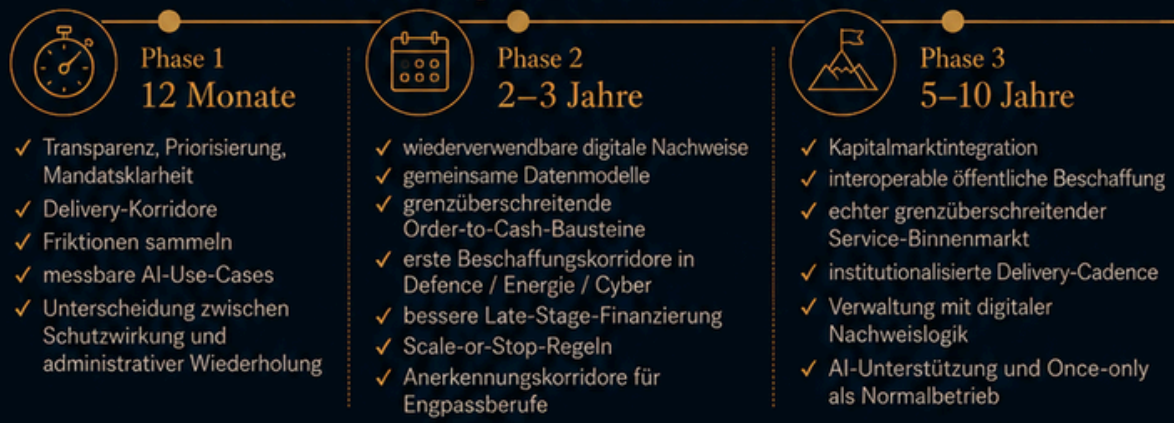 Phase 1
12 Monate
✓ Transparenz, Priorisierung,
Mandatsklarheit
✓ Delivery-Korridore
✓ Friktionen sammeln
✓ messbare AI-Use-Cases
✓ Unterscheidung zwischen
Schutzwirkung und
administrativer Wiederholung
Phase 2
2–3 Jahre
✓ wiederverwendbare digitale Nachweise
✓ gemeinsame Datenmodelle
✓ grenzüberschreitende
Order-to-Cash-Bausteine
✓ erste Beschaffungskorridore in
Defence / Energie / Cyber
✓ bessere Late-Stage-Finanzierung
✓ Scale-or-Stop-Regeln
✓ Anerkennungskorridore für
Engpassberufe
Phase 3
5–10 Jahre
✓ Kapitalmarktintegration
✓ interoperable öffentliche Beschaffung
✓ echter grenzüberschreitender
Service-Binnenmarkt
✓ institutionalisierte Delivery-Cadence
✓ Verwaltung mit digitaler
Nachweislogik
✓ AI-Unterstützung und Once-only
als Normalbetrieb